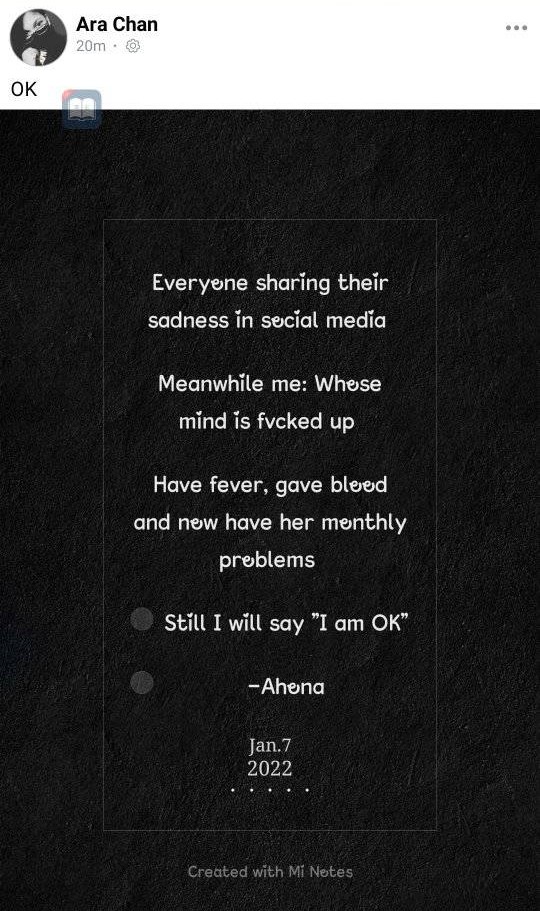 Ara Chan
20m ·
OK
Everyone sharing their
sadness in social media
Meanwhile me: Whose
mind is fvcked up
Have fever, gave blood
and now have her monthly
problems
Still I will say "I am OK"
-Ahona
Jan.7
2022
. . . . .
Created with Mi Notes